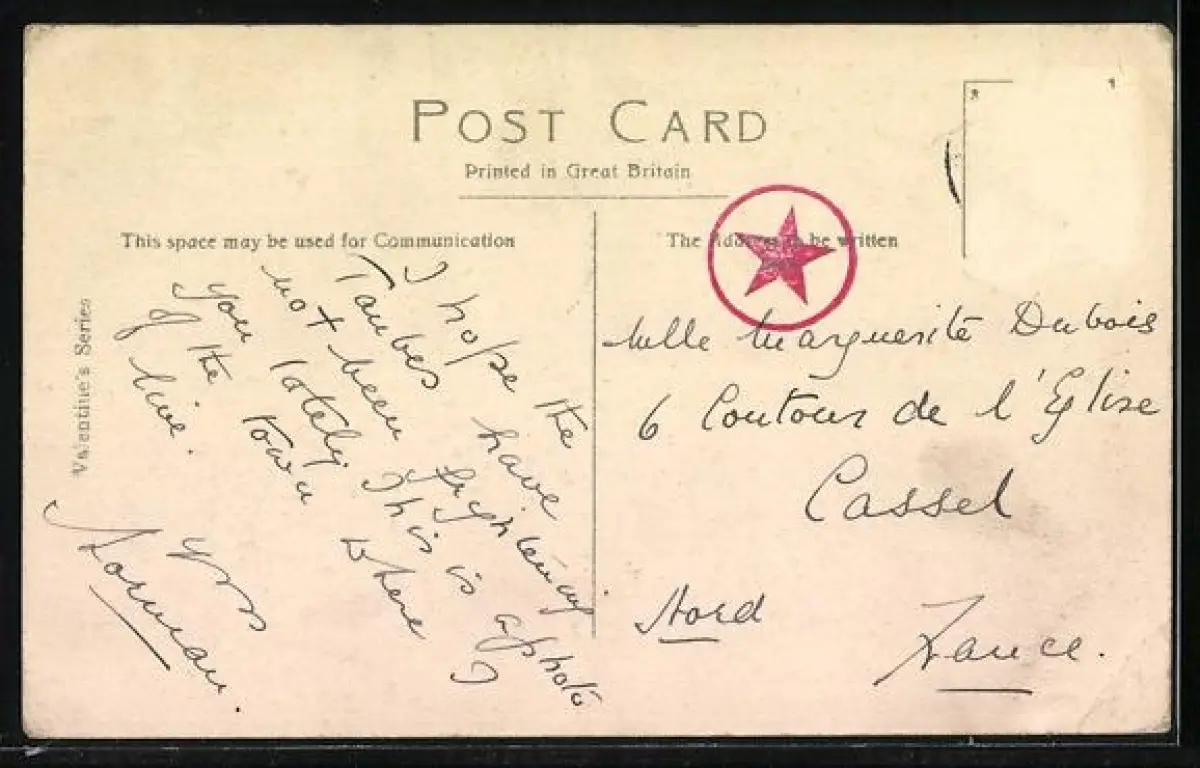 POST CARD
Printed in Great Britain
This space may be used for Communication
The Address to be written
Valentine's Series
I hope the
Taubes have
not been frightening
you lately. This is a photo
of the town where I
live.
Yrs
Norman.
Mlle Marguerite Dubois
6 Contour de l'Eglise
Cassel
Nord
France.